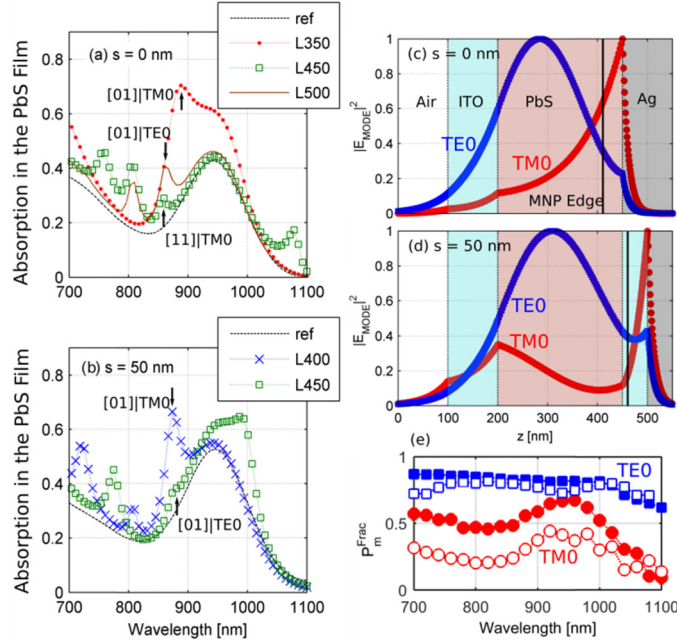 Absorption in the PbS Film
0.8
0.6
0.4
0.2
0
700 800 900 1000 1100
(a) s = 0 nm
ref
L350
L450
L500
[01]|TM0
[01]|TE0
[11]|TM0
Absorption in the PbS Film
0.8
0.6
0.4
0.2
0
700 800 900 1000 1100
Wavelength [nm]
(b) s = 50 nm
ref
L400
L450
[01]|TM0
[01]|TE0
|E_MODE|²
1
0.8
0.6
0.4
0.2
0
(c) s = 0 nm
Air ITO PbS Ag
TE0
TM0
MNP Edge
|E_MODE|²
1
0.8
0.6
0.4
0.2
0
(d) s = 50 nm
TE0
TM0
0 100 200 300 400 500
z [nm]
(e)
P_m^Frac
1
0.5
0
TE0
TM0
700 800 900 1000 1100
Wavelength [nm]